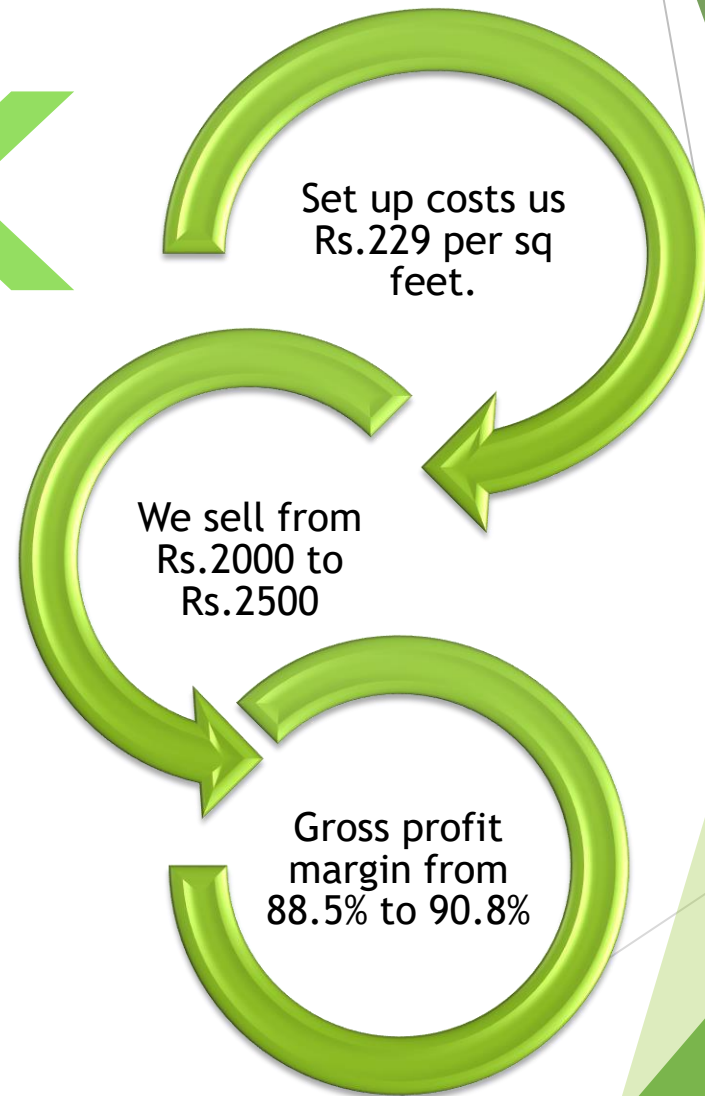 Set up costs us
Rs.229 per sq
feet.
We sell from
Rs.2000 to
Rs.2500
Gross profit
margin from
88.5% to 90.8%